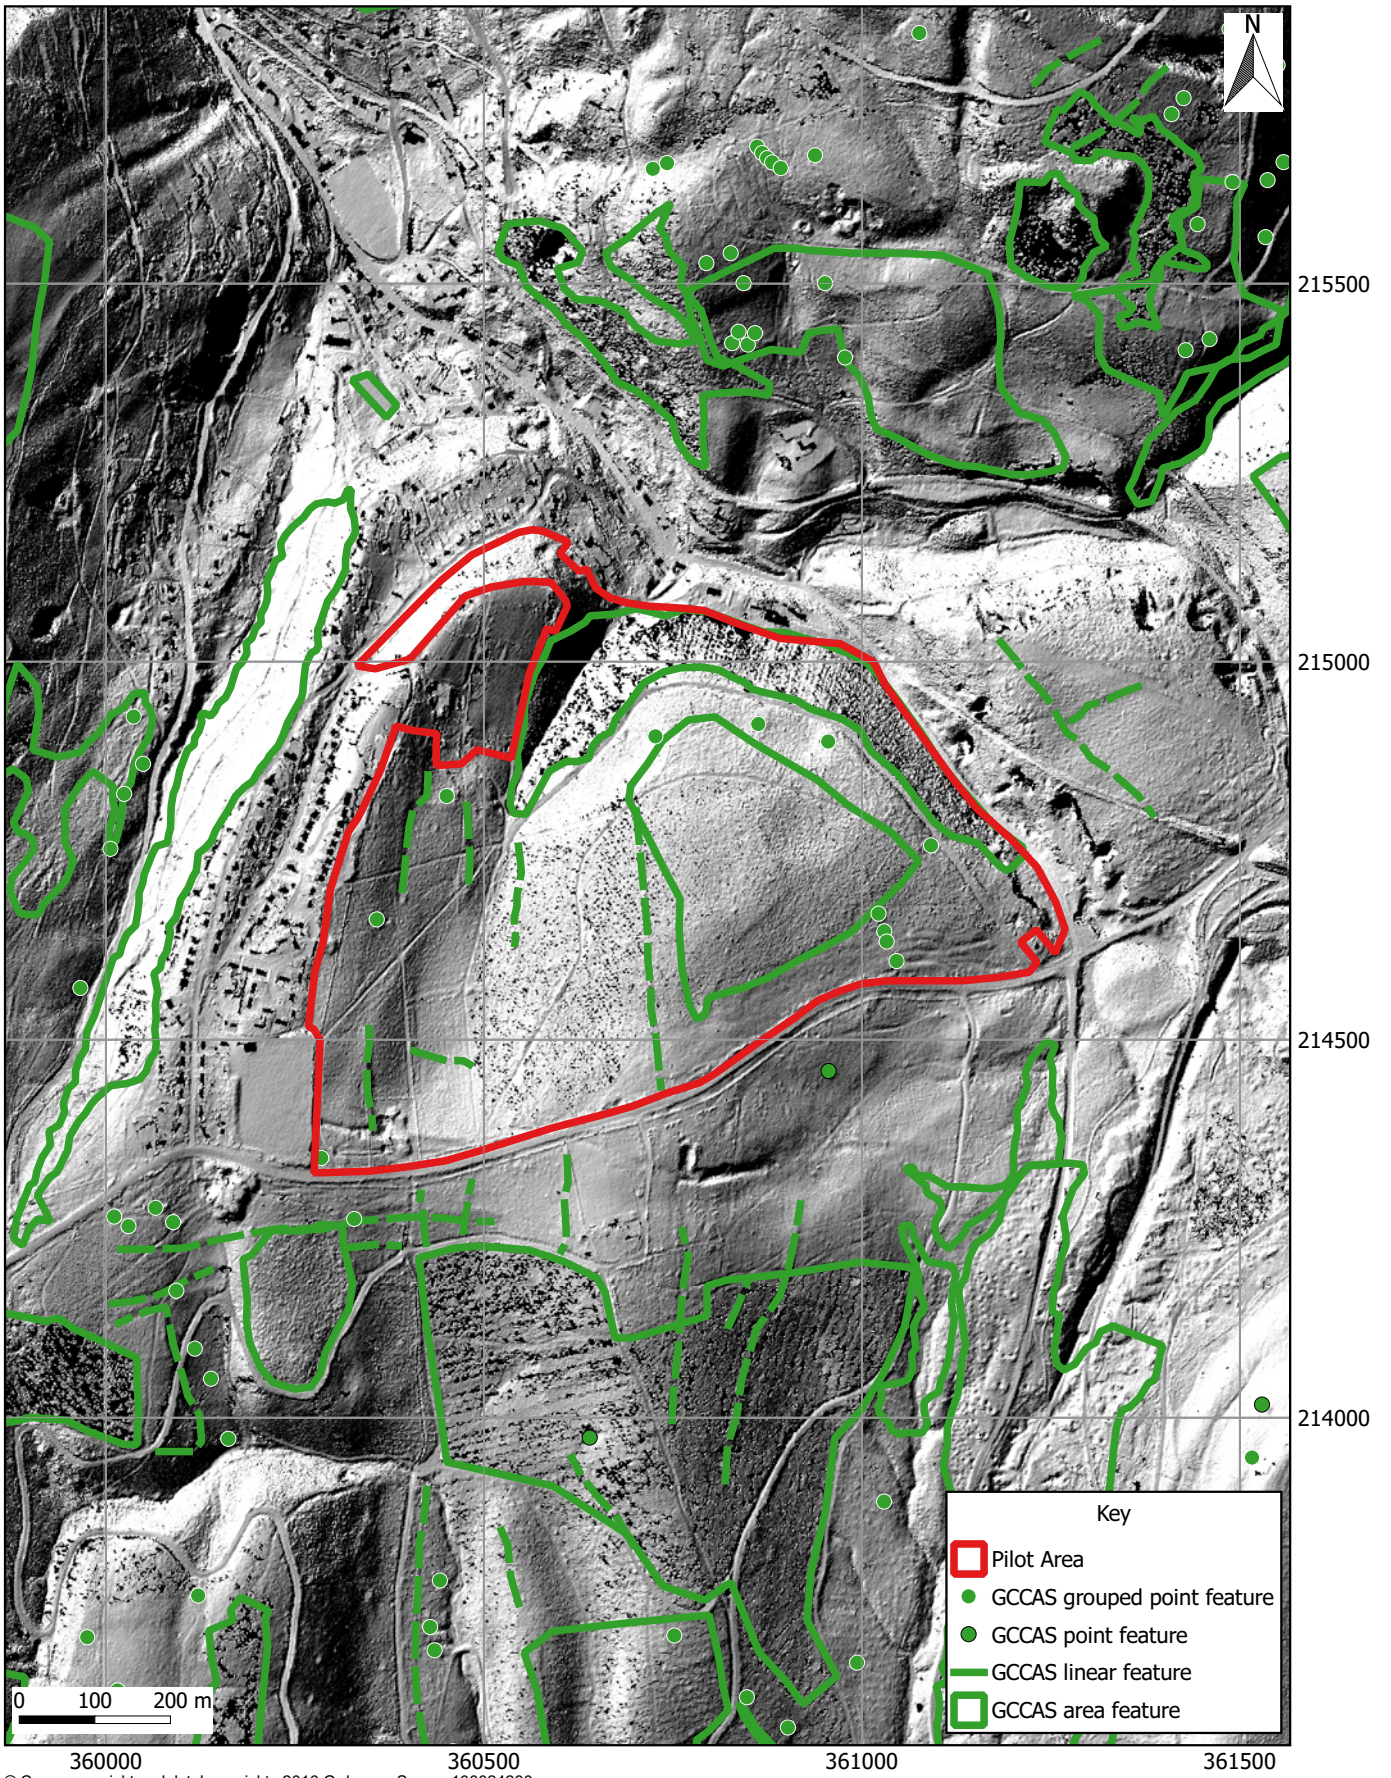 N
215500
215000
214500
214000
Key
Pilot Area
GCCAS grouped point feature
GCCAS point feature
GCCAS linear feature
GCCAS area feature
0 100 200 m
360000 360500 361000 361500